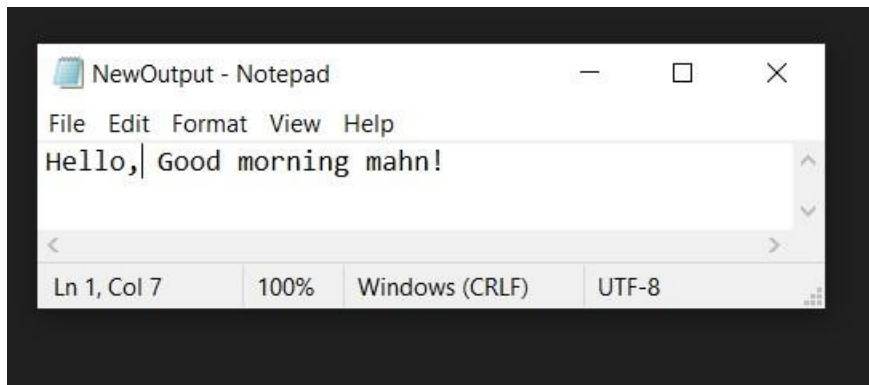 NewOutput - Notepad
File Edit Format View Help
Hello, Good morning mahn!
Ln 1, Col 7 100% Windows (CRLF) UTF-8